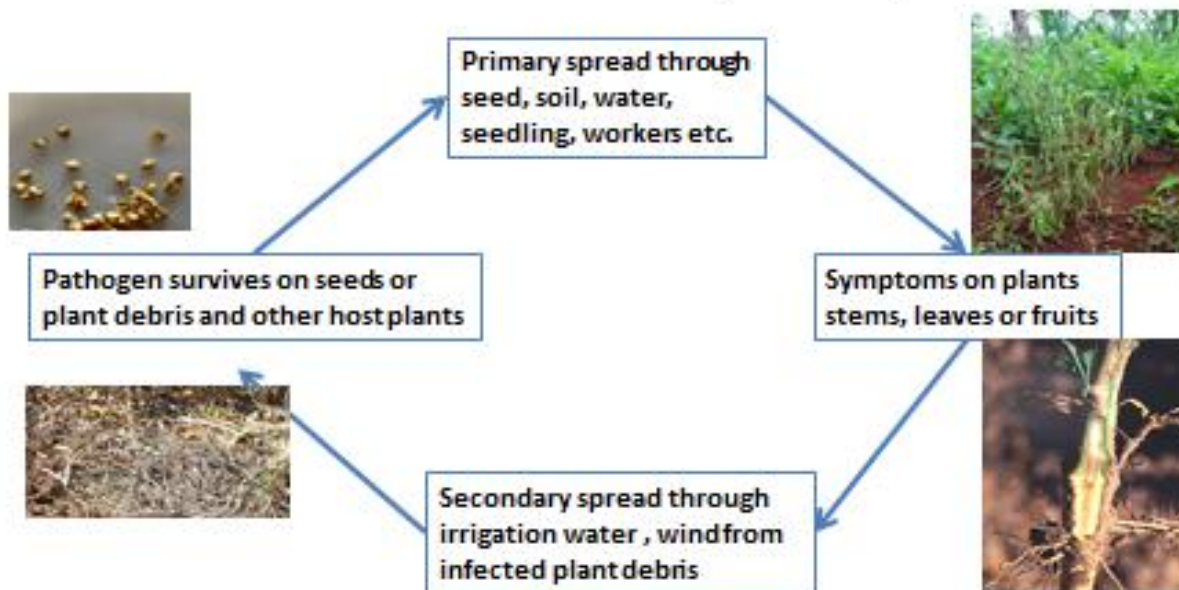 Primary spread through
seed, soil, water,
seedling, workers etc.
Pathogen survives on seeds or
plant debris and other host plants
Symptoms on plants
stems, leaves or fruits
Secondary spread through
irrigation water , wind from
infected plant debris